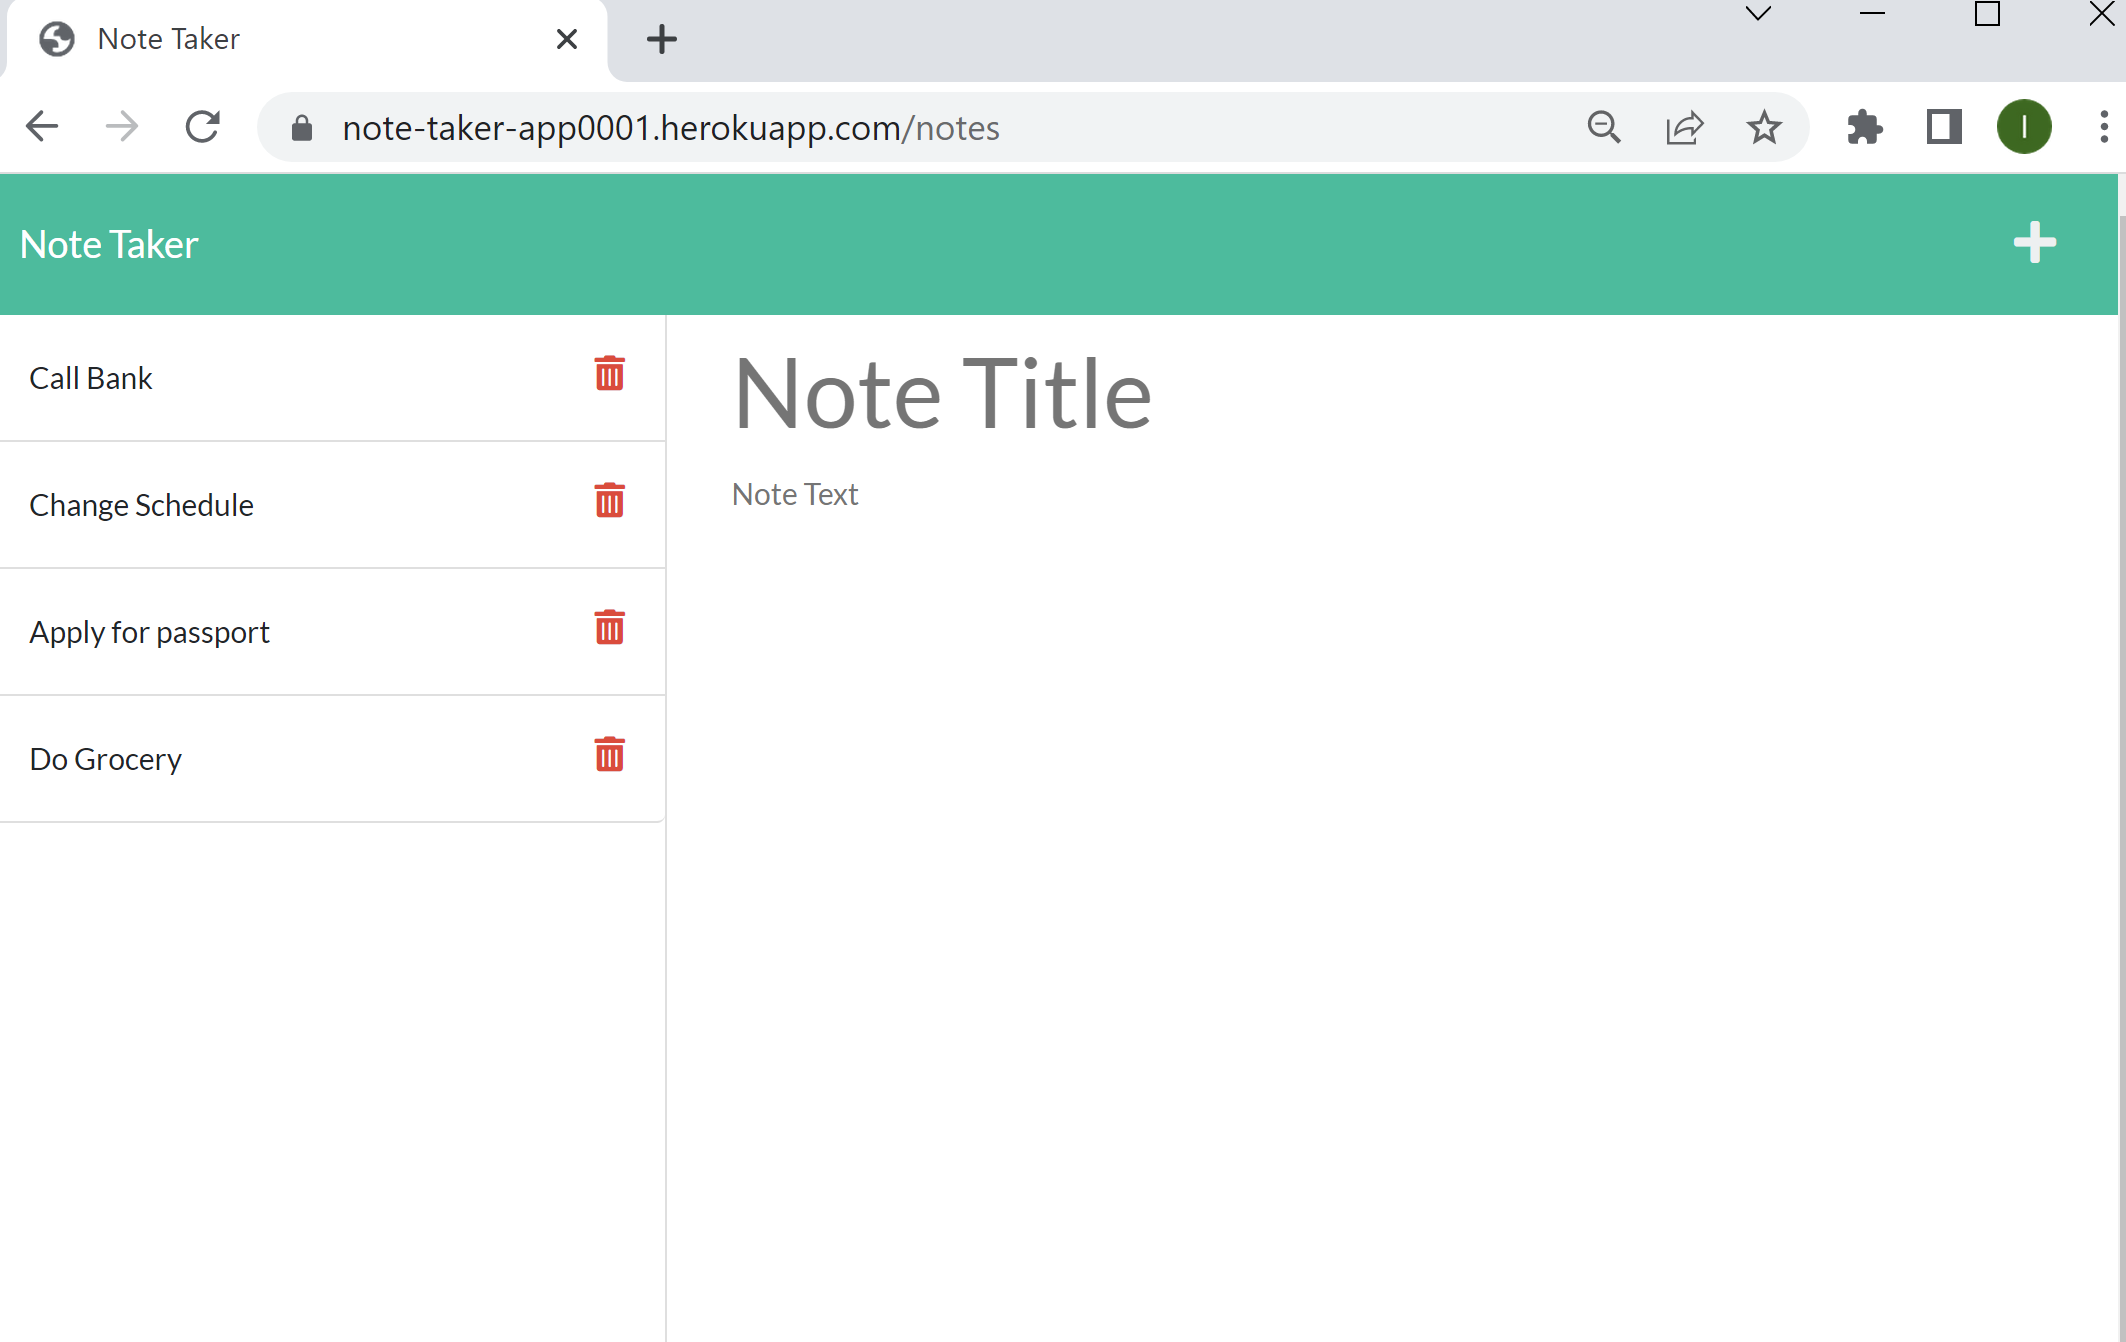 Note Taker
note-taker-app0001.herokuapp.com/notes
I
Note Taker
Call Bank
Change Schedule
Apply for passport
Do Grocery
Note Title
Note Text